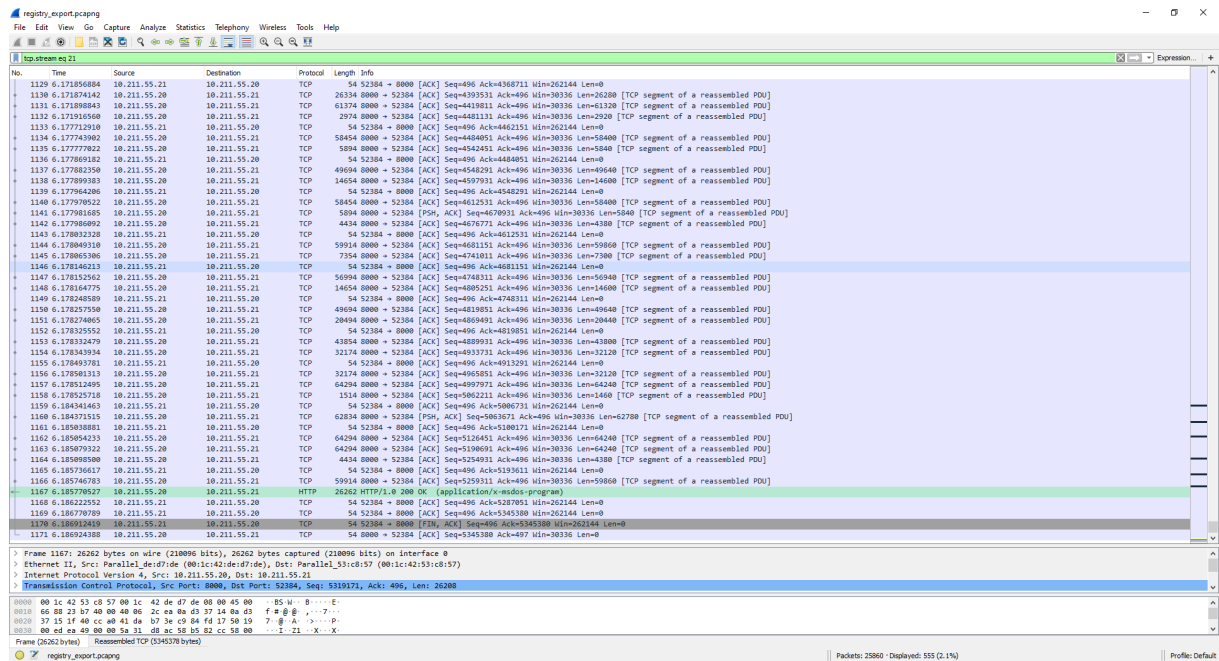 registry_export.pcapng
File Edit View Go Capture Analyze Statistics Telephony Wireless Tools Help
tcp.stream eq 21 Expression... +
No. Time Source Destination Protocol Length Info
1129 6.171856884 10.211.55.21 10.211.55.20 TCP 54 52384 → 8000 [ACK] Seq=496 Ack=4368711 Win=262144 Len=0
1130 6.171874142 10.211.55.20 10.211.55.21 TCP 26334 8000 → 52384 [ACK] Seq=4393531 Ack=496 Win=30336 Len=26280 [TCP segment of a reassembled PDU]
1131 6.171898843 10.211.55.20 10.211.55.21 TCP 61374 8000 → 52384 [ACK] Seq=4419811 Ack=496 Win=30336 Len=61320 [TCP segment of a reassembled PDU]
1132 6.171916560 10.211.55.20 10.211.55.21 TCP 2974 8000 → 52384 [ACK] Seq=4481131 Ack=496 Win=30336 Len=2920 [TCP segment of a reassembled PDU]
1133 6.177712910 10.211.55.21 10.211.55.20 TCP 54 52384 → 8000 [ACK] Seq=496 Ack=4462151 Win=262144 Len=0
1134 6.177743902 10.211.55.20 10.211.55.21 TCP 58454 8000 → 52384 [ACK] Seq=4484051 Ack=496 Win=30336 Len=58400 [TCP segment of a reassembled PDU]
1135 6.177777022 10.211.55.20 10.211.55.21 TCP 5894 8000 → 52384 [ACK] Seq=4542451 Ack=496 Win=30336 Len=5840 [TCP segment of a reassembled PDU]
1136 6.177869182 10.211.55.21 10.211.55.20 TCP 54 52384 → 8000 [ACK] Seq=496 Ack=4484051 Win=262144 Len=0
1137 6.177882350 10.211.55.20 10.211.55.21 TCP 49694 8000 → 52384 [ACK] Seq=4548291 Ack=496 Win=30336 Len=49640 [TCP segment of a reassembled PDU]
1138 6.177899383 10.211.55.20 10.211.55.21 TCP 14654 8000 → 52384 [ACK] Seq=4597931 Ack=496 Win=30336 Len=14600 [TCP segment of a reassembled PDU]
1139 6.177964206 10.211.55.21 10.211.55.20 TCP 54 52384 → 8000 [ACK] Seq=496 Ack=4548291 Win=262144 Len=0
1140 6.177970522 10.211.55.20 10.211.55.21 TCP 58454 8000 → 52384 [ACK] Seq=4612531 Ack=496 Win=30336 Len=58400 [TCP segment of a reassembled PDU]
1141 6.177981685 10.211.55.20 10.211.55.21 TCP 5894 8000 → 52384 [PSH, ACK] Seq=4670931 Ack=496 Win=30336 Len=5840 [TCP segment of a reassembled PDU]
1142 6.177986092 10.211.55.20 10.211.55.21 TCP 4434 8000 → 52384 [ACK] Seq=4676771 Ack=496 Win=30336 Len=4380 [TCP segment of a reassembled PDU]
1143 6.178032328 10.211.55.21 10.211.55.20 TCP 54 52384 → 8000 [ACK] Seq=496 Ack=4612531 Win=262144 Len=0
1144 6.178049310 10.211.55.20 10.211.55.21 TCP 59914 8000 → 52384 [ACK] Seq=4681151 Ack=496 Win=30336 Len=59860 [TCP segment of a reassembled PDU]
1145 6.178065306 10.211.55.20 10.211.55.21 TCP 7354 8000 → 52384 [ACK] Seq=4741011 Ack=496 Win=30336 Len=7300 [TCP segment of a reassembled PDU]
1146 6.178146213 10.211.55.21 10.211.55.20 TCP 54 52384 → 8000 [ACK] Seq=496 Ack=4681151 Win=262144 Len=0
1147 6.178152562 10.211.55.20 10.211.55.21 TCP 56994 8000 → 52384 [ACK] Seq=4748311 Ack=496 Win=30336 Len=56940 [TCP segment of a reassembled PDU]
1148 6.178164775 10.211.55.20 10.211.55.21 TCP 14654 8000 → 52384 [ACK] Seq=4805251 Ack=496 Win=30336 Len=14600 [TCP segment of a reassembled PDU]
1149 6.178248589 10.211.55.21 10.211.55.20 TCP 54 52384 → 8000 [ACK] Seq=496 Ack=4748311 Win=262144 Len=0
1150 6.178257550 10.211.55.20 10.211.55.21 TCP 49694 8000 → 52384 [ACK] Seq=4819851 Ack=496 Win=30336 Len=49640 [TCP segment of a reassembled PDU]
1151 6.178274065 10.211.55.20 10.211.55.21 TCP 20494 8000 → 52384 [ACK] Seq=4869491 Ack=496 Win=30336 Len=20440 [TCP segment of a reassembled PDU]
1152 6.178325552 10.211.55.21 10.211.55.20 TCP 54 52384 → 8000 [ACK] Seq=496 Ack=4819851 Win=262144 Len=0
1153 6.178332479 10.211.55.20 10.211.55.21 TCP 43854 8000 → 52384 [ACK] Seq=4889931 Ack=496 Win=30336 Len=43800 [TCP segment of a reassembled PDU]
1154 6.178343934 10.211.55.20 10.211.55.21 TCP 32174 8000 → 52384 [ACK] Seq=4933731 Ack=496 Win=30336 Len=32120 [TCP segment of a reassembled PDU]
1155 6.178493781 10.211.55.21 10.211.55.20 TCP 54 52384 → 8000 [ACK] Seq=496 Ack=4913291 Win=262144 Len=0
1156 6.178501313 10.211.55.20 10.211.55.21 TCP 32174 8000 → 52384 [ACK] Seq=4965851 Ack=496 Win=30336 Len=32120 [TCP segment of a reassembled PDU]
1157 6.178512495 10.211.55.20 10.211.55.21 TCP 64294 8000 → 52384 [ACK] Seq=4997971 Ack=496 Win=30336 Len=64240 [TCP segment of a reassembled PDU]
1158 6.178525718 10.211.55.20 10.211.55.21 TCP 1514 8000 → 52384 [ACK] Seq=5062211 Ack=496 Win=30336 Len=1460 [TCP segment of a reassembled PDU]
1159 6.184341463 10.211.55.21 10.211.55.20 TCP 54 52384 → 8000 [ACK] Seq=496 Ack=5006731 Win=262144 Len=0
1160 6.184371515 10.211.55.20 10.211.55.21 TCP 62834 8000 → 52384 [PSH, ACK] Seq=5063671 Ack=496 Win=30336 Len=62780 [TCP segment of a reassembled PDU]
1161 6.185038881 10.211.55.21 10.211.55.20 TCP 54 52384 → 8000 [ACK] Seq=496 Ack=5100171 Win=262144 Len=0
1162 6.185054233 10.211.55.20 10.211.55.21 TCP 64294 8000 → 52384 [ACK] Seq=5126451 Ack=496 Win=30336 Len=64240 [TCP segment of a reassembled PDU]
1163 6.185079322 10.211.55.20 10.211.55.21 TCP 64294 8000 → 52384 [ACK] Seq=5190691 Ack=496 Win=30336 Len=64240 [TCP segment of a reassembled PDU]
1164 6.185098500 10.211.55.20 10.211.55.21 TCP 4434 8000 → 52384 [ACK] Seq=5254931 Ack=496 Win=30336 Len=4380 [TCP segment of a reassembled PDU]
1165 6.185736617 10.211.55.21 10.211.55.20 TCP 54 52384 → 8000 [ACK] Seq=496 Ack=5193611 Win=262144 Len=0
1166 6.185746783 10.211.55.20 10.211.55.21 TCP 59914 8000 → 52384 [ACK] Seq=5259311 Ack=496 Win=30336 Len=59860 [TCP segment of a reassembled PDU]
1167 6.185770527 10.211.55.20 10.211.55.21 HTTP 26262 HTTP/1.0 200 OK (application/x-msdos-program)
1168 6.186222552 10.211.55.21 10.211.55.20 TCP 54 52384 → 8000 [ACK] Seq=496 Ack=5287051 Win=262144 Len=0
1169 6.186770789 10.211.55.21 10.211.55.20 TCP 54 52384 → 8000 [ACK] Seq=496 Ack=5345380 Win=262144 Len=0
1170 6.186912419 10.211.55.21 10.211.55.20 TCP 54 52384 → 8000 [FIN, ACK] Seq=496 Ack=5345380 Win=262144 Len=0
1171 6.186924388 10.211.55.20 10.211.55.21 TCP 54 8000 → 52384 [ACK] Seq=5345380 Ack=497 Win=30336 Len=0
> Frame 1167: 26262 bytes on wire (210096 bits), 26262 bytes captured (210096 bits) on interface 0
> Ethernet II, Src: Parallel_de:d7:de (00:1c:42:de:d7:de), Dst: Parallel_53:c8:57 (00:1c:42:53:c8:57)
> Internet Protocol Version 4, Src: 10.211.55.20, Dst: 10.211.55.21
> Transmission Control Protocol, Src Port: 8000, Dst Port: 52384, Seq: 5319171, Ack: 496, Len: 26208
0000 00 1c 42 53 c8 57 00 1c 42 de d7 de 08 00 45 00 ··BS·W·· B·····E·
0010 66 88 23 b7 40 00 40 06 2c ea 0a d3 37 14 0a d3 f·#·@·@· ,···7···
0020 37 15 1f 40 cc a0 41 da b7 3e c9 84 fd 17 50 19 7··@··A· ·>····P·
0030 00 ed ea 49 00 00 5a 31 d8 ac 58 b5 82 cc 58 00 ···I··Z1 ··X···X·
Frame (26262 bytes) Reassembled TCP (5345378 bytes)
registry_export.pcapng Packets: 25860 · Displayed: 555 (2.1%) Profile: Default